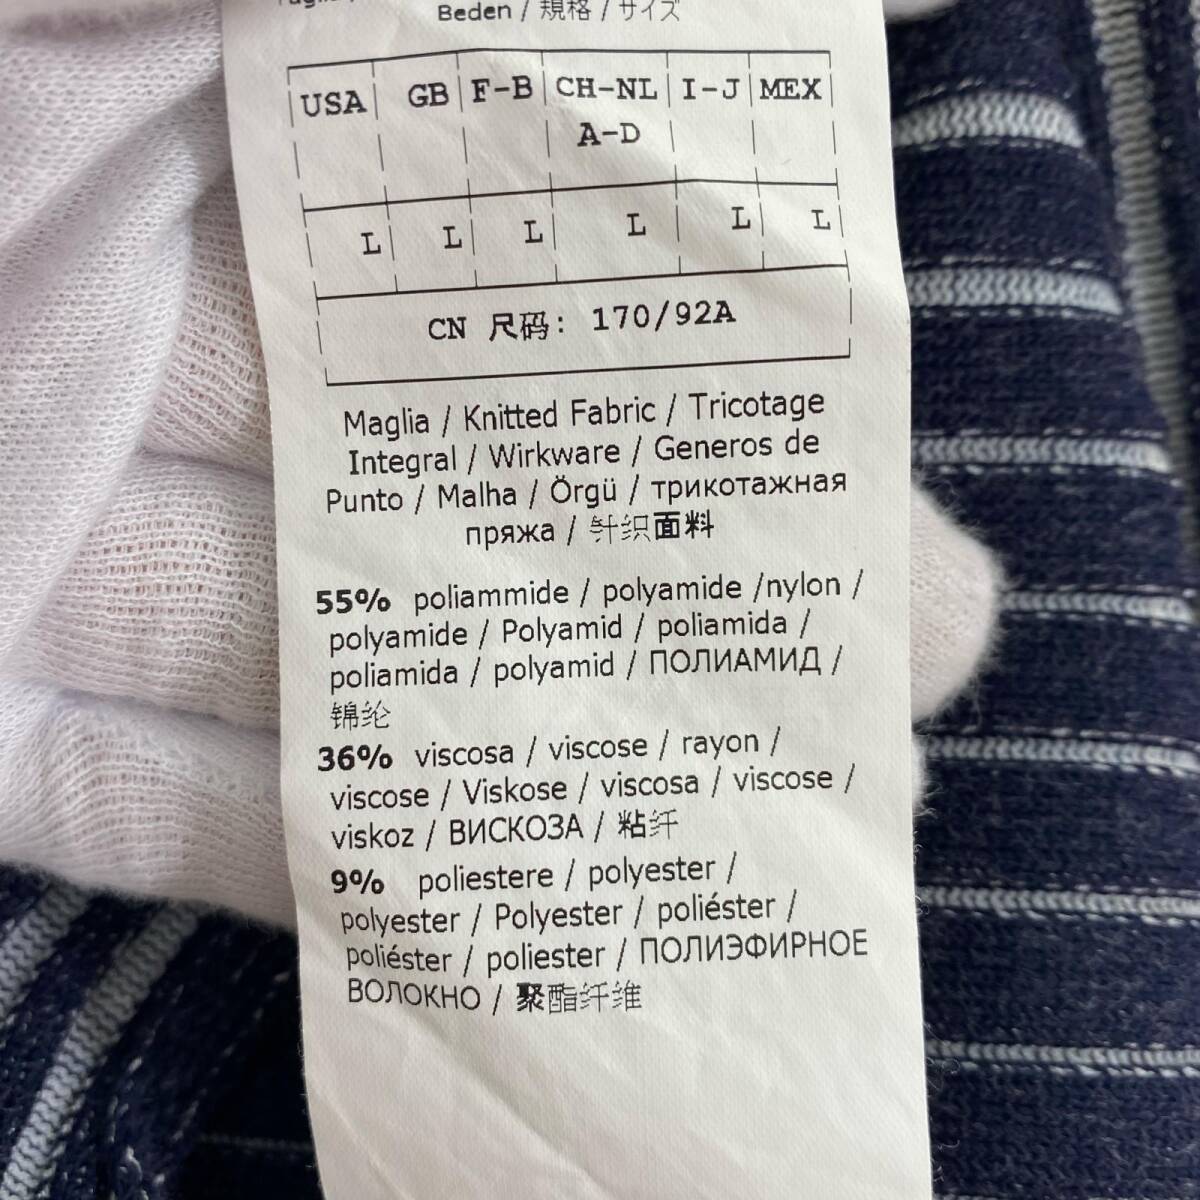 Beden / 規格 / サイズ
USA GB F-B CH-NL I-J MEX
A-D
L L L L L L
CN 尺码: 170/92A
Maglia / Knitted Fabric / Tricotage
Integral / Wirkware / Generos de
Punto / Malha / Örgü / трикотажная
пряжа / 针织面料
55% poliammide / polyamide /nylon /
polyamide / Polyamid / poliamida /
poliamida / polyamid / ПОЛИАМИД /
锦纶
36% viscosa / viscose / rayon /
viscose / Viskose / viscosa / viscose /
viskoz / ВИСКОЗА / 粘纤
9% poliestere / polyester /
polyester / Polyester / poliéster /
poliéster / poliester / ПОЛИЭФИРНОЕ
ВОЛОКНО / 聚酯纤维